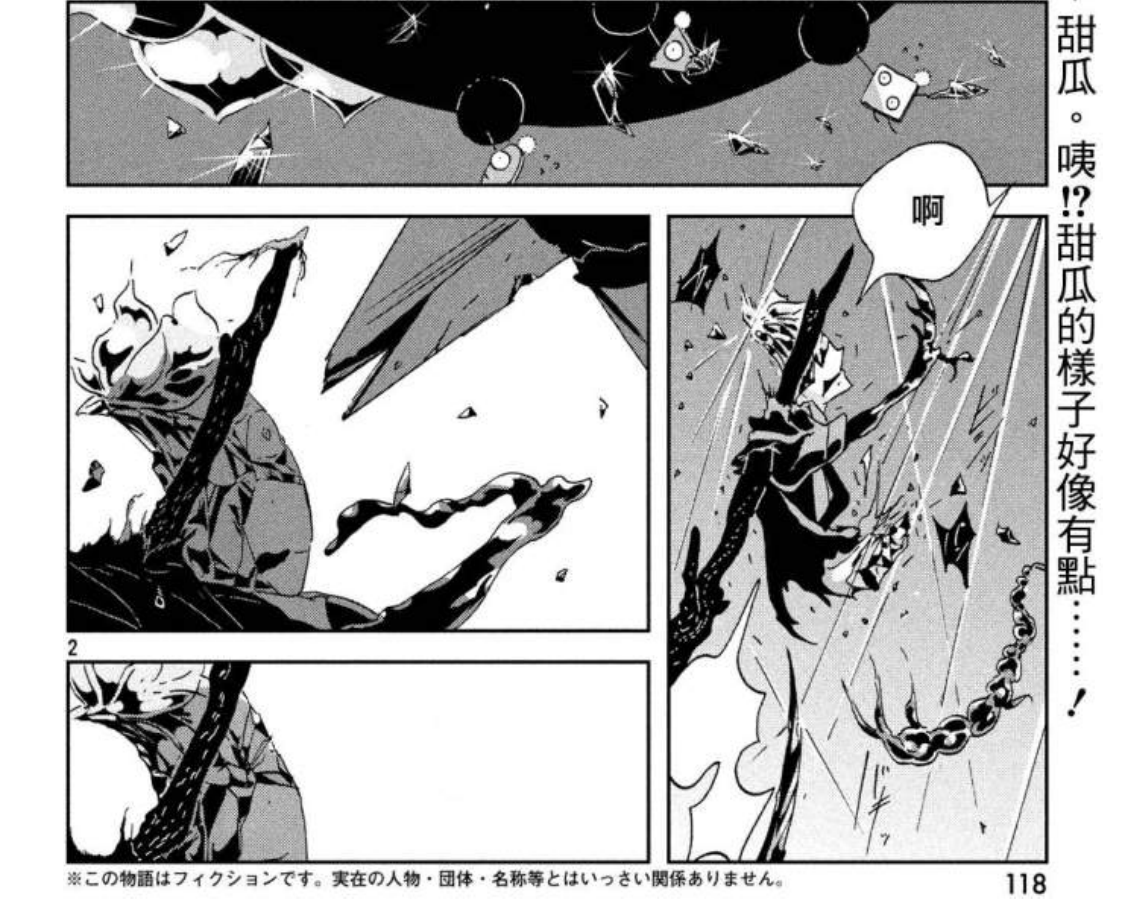 甜瓜。咦!?甜瓜的樣子好像有點……!
啊
2
※この物語はフィクションです。実在の人物・団体・名称等とはいっさい関係ありません。
118